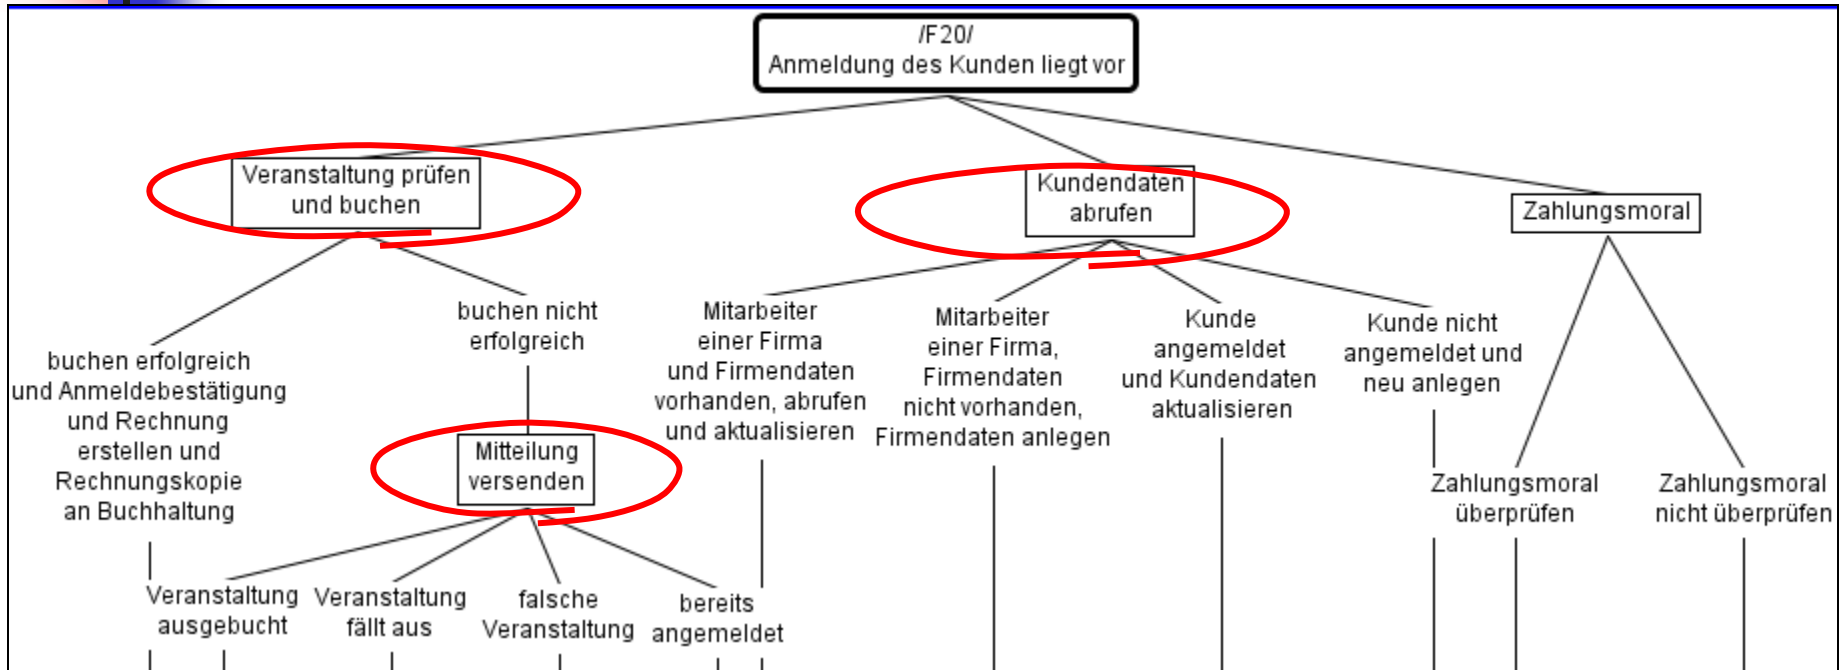 /F20/
Anmeldung des Kunden liegt vor
Veranstaltung prüfen
und buchen
Kundendaten
abrufen
Zahlungsmoral
buchen erfolgreich
und Anmeldebestätigung
und Rechnung
erstellen und
Rechnungskopie
an Buchhaltung
buchen nicht
erfolgreich
Mitarbeiter
einer Firma
und Firmendaten
vorhanden, abrufen
und aktualisieren
Mitarbeiter
einer Firma,
Firmendaten
nicht vorhanden,
Firmendaten anlegen
Kunde
angemeldet
und Kundendaten
aktualisieren
Kunde nicht
angemeldet und
neu anlegen
Mitteilung
versenden
Zahlungsmoral
überprüfen
Zahlungsmoral
nicht überprüfen
Veranstaltung
ausgebucht
Veranstaltung
fällt aus
falsche
Veranstaltung
bereits
angemeldet